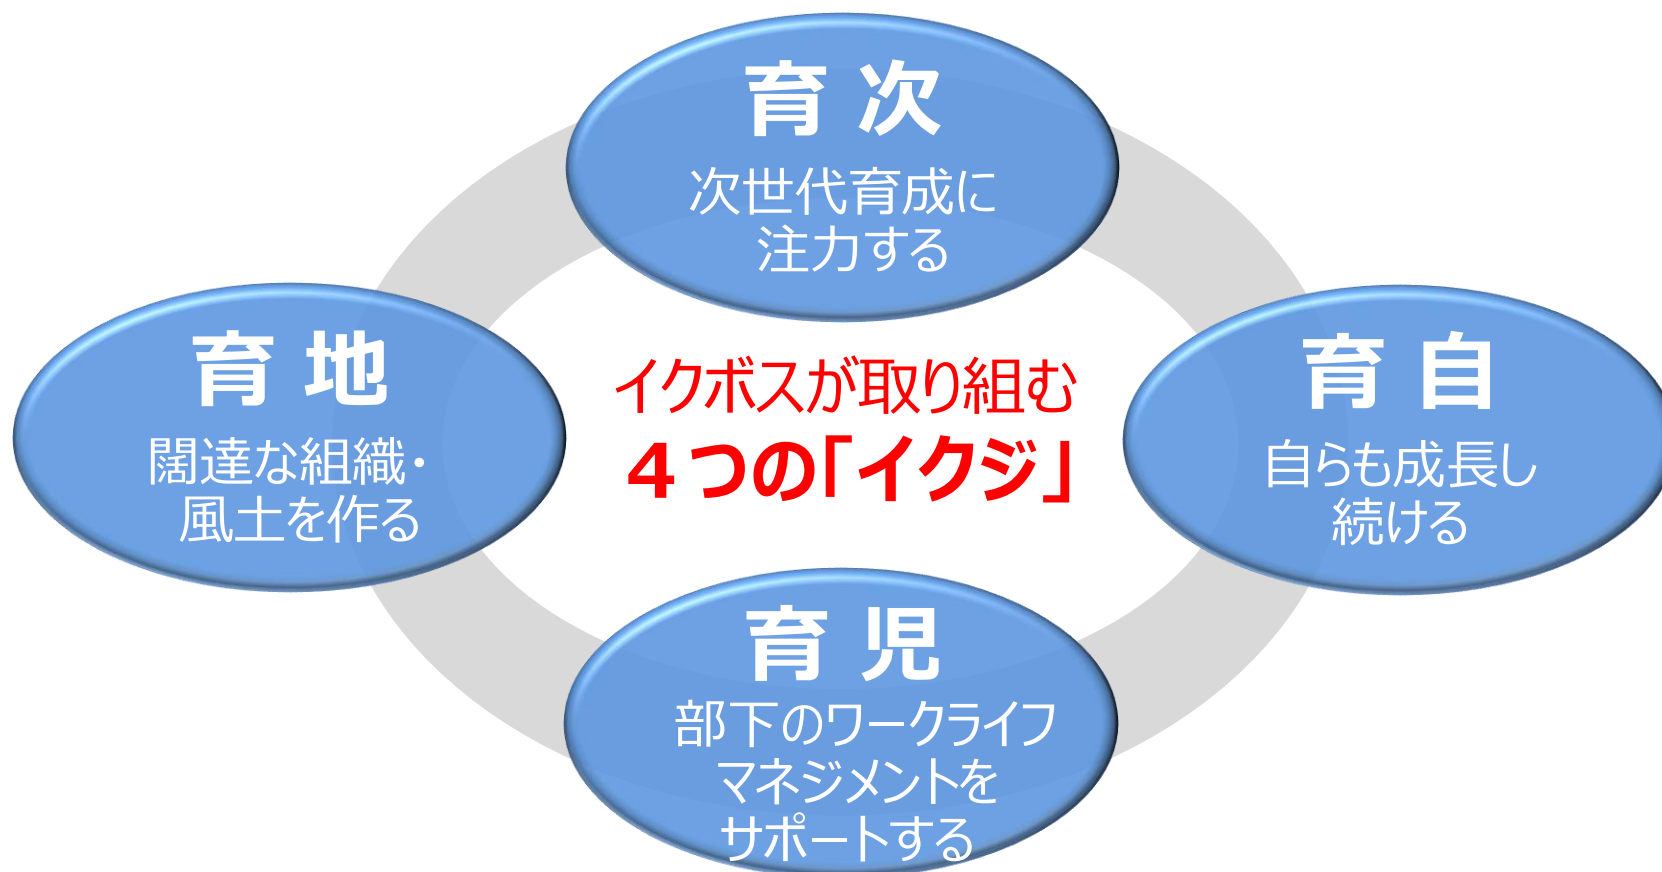 育 次
次世代育成に
注力する
育 地
闊達な組織・
風土を作る
イクボスが取り組む
４つの「イクジ」
育 自
自らも成長し
続ける
育 児
部下のワークライフ
マネジメントを
サポートする